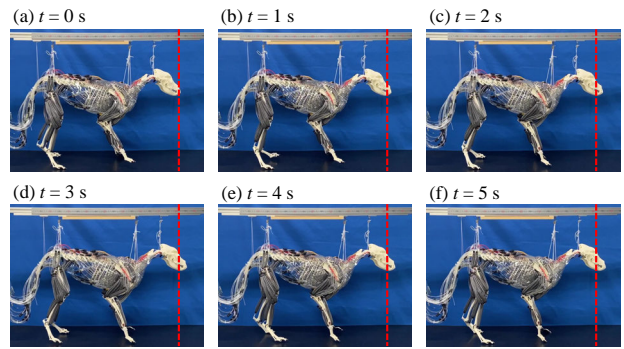 (a) t = 0 s
(b) t = 1 s
(c) t = 2 s
(d) t = 3 s
(e) t = 4 s
(f) t = 5 s